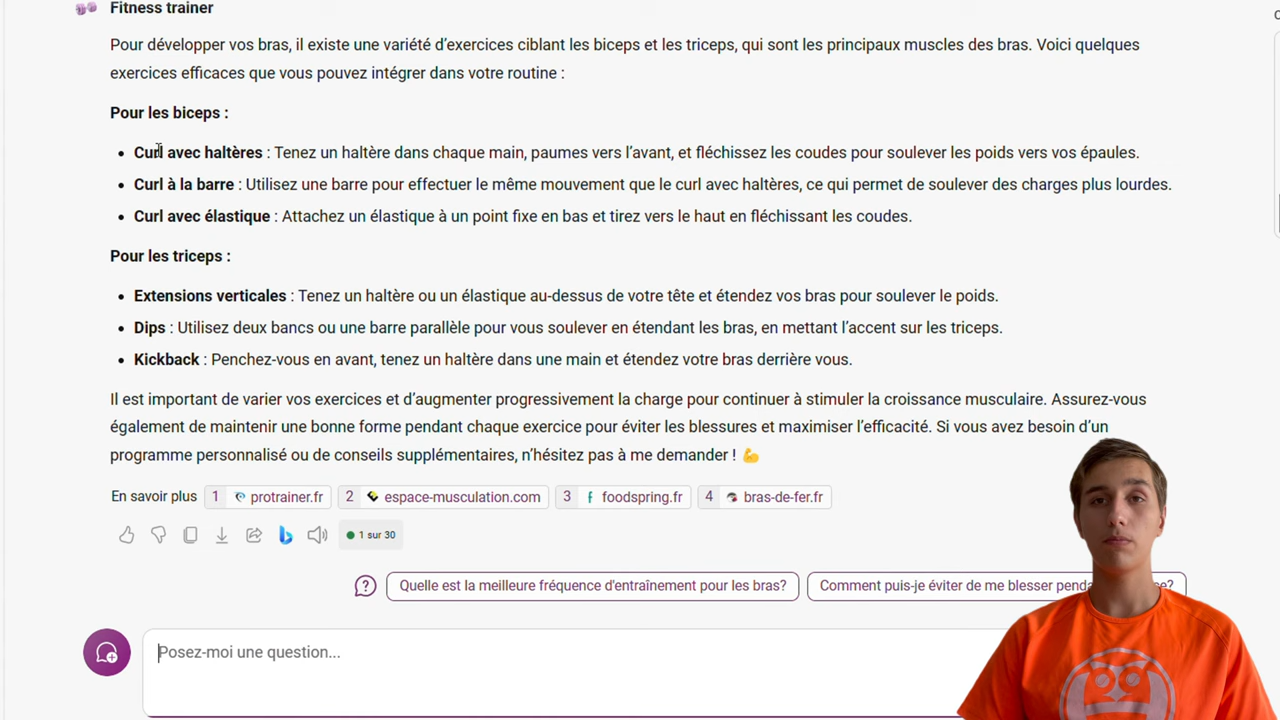 Fitness trainer
Pour développer vos bras, il existe une variété d'exercices ciblant les biceps et les triceps, qui sont les principaux muscles des bras. Voici quelques
exercices efficaces que vous pouvez intégrer dans votre routine :
Pour les biceps :
• Curl avec haltères : Tenez un haltère dans chaque main, paumes vers l'avant, et fléchissez les coudes pour soulever les poids vers vos épaules.
• Curl à la barre : Utilisez une barre pour effectuer le même mouvement que le curl avec haltères, ce qui permet de soulever des charges plus lourdes.
• Curl avec élastique : Attachez un élastique à un point fixe en bas et tirez vers le haut en fléchissant les coudes.
Pour les triceps :
• Extensions verticales : Tenez un haltère ou un élastique au-dessus de votre tête et étendez vos bras pour soulever le poids.
• Dips : Utilisez deux bancs ou une barre parallèle pour vous soulever en étendant les bras, en mettant l'accent sur les triceps.
• Kickback : Penchez-vous en avant, tenez un haltère dans une main et étendez votre bras derrière vous.
Il est important de varier vos exercices et d'augmenter progressivement la charge pour continuer à stimuler la croissance musculaire. Assurez-vous
également de maintenir une bonne forme pendant chaque exercice pour éviter les blessures et maximiser l'efficacité. Si vous avez besoin d'un
programme personnalisé ou de conseils supplémentaires, n'hésitez pas à me demander ! 💪
En savoir plus 1 protrainer.fr 2 espace-musculation.com 3 foodspring.fr 4 bras-de-fer.fr
1 sur 30
Quelle est la meilleure fréquence d'entraînement pour les bras? Comment puis-je éviter de me blesser
Posez-moi une question...